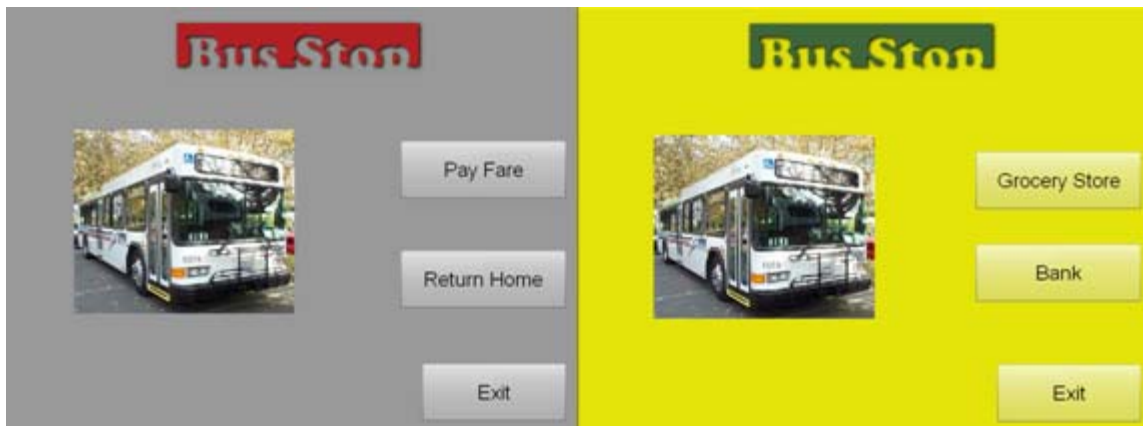 Bus Stop
Pay Fare
Return Home
Exit
Bus Stop
Grocery Store
Bank
Exit